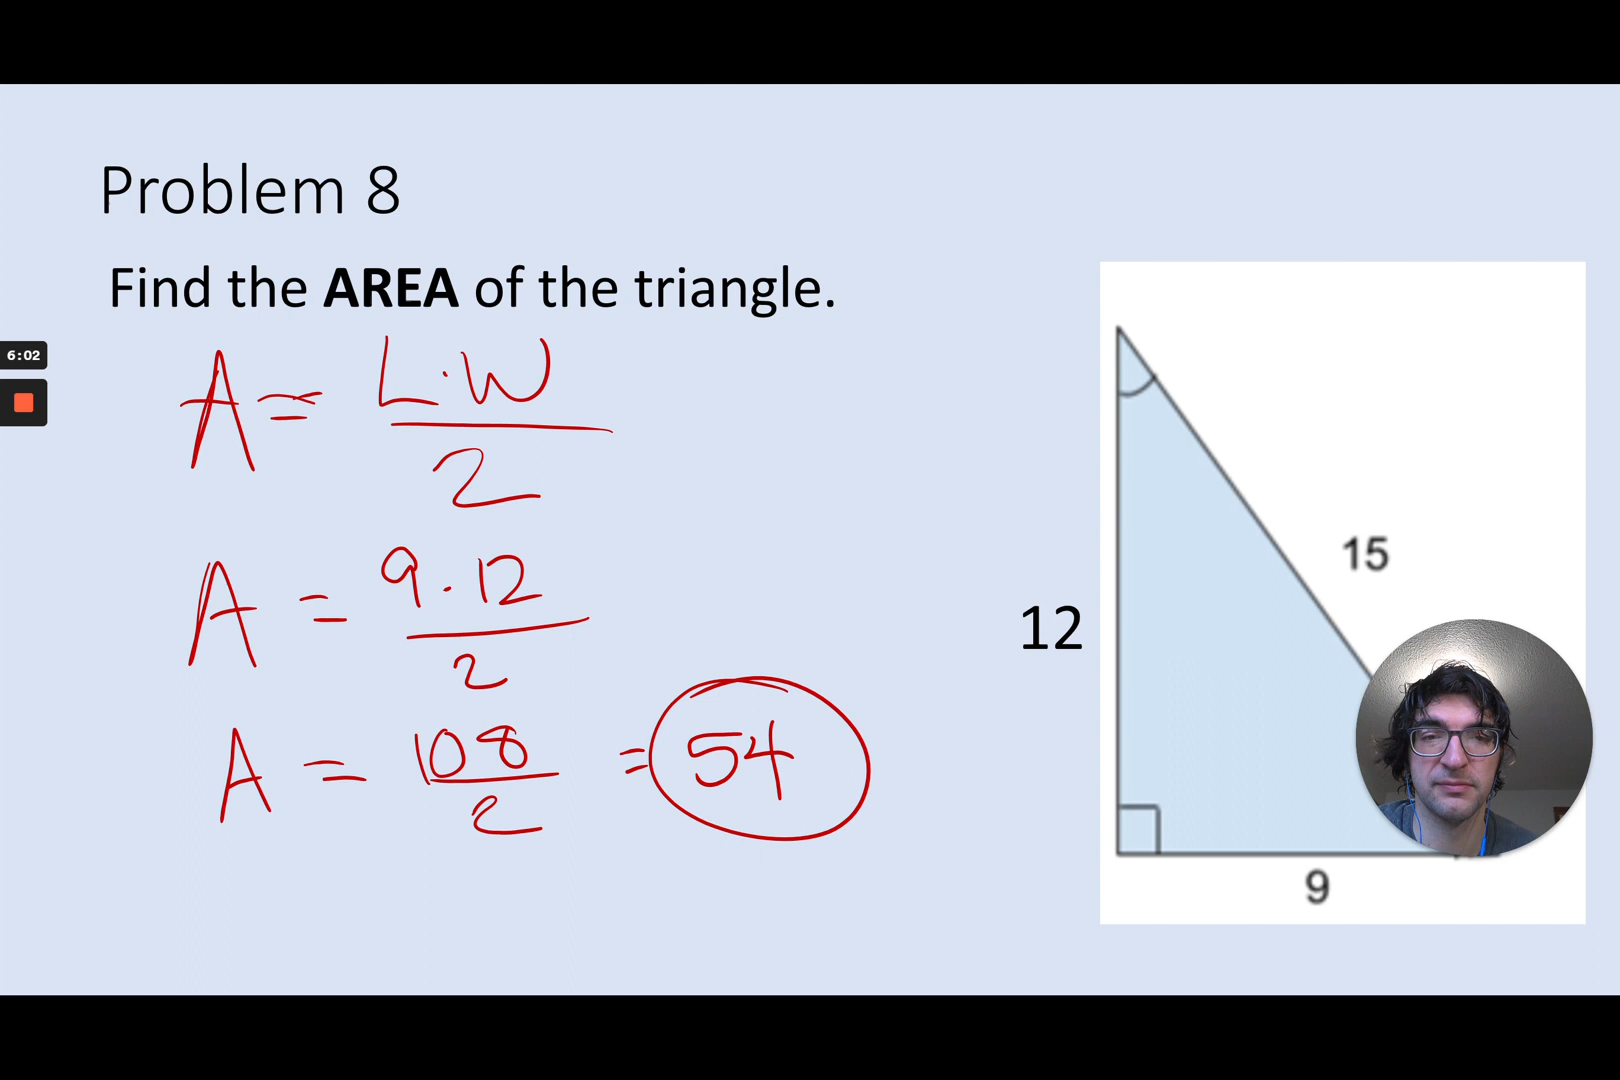 Problem 8
Find the AREA of the triangle.
6:02
A = L·W
2
A = 9·12
2
A = 108 = 54
2
15
12
9